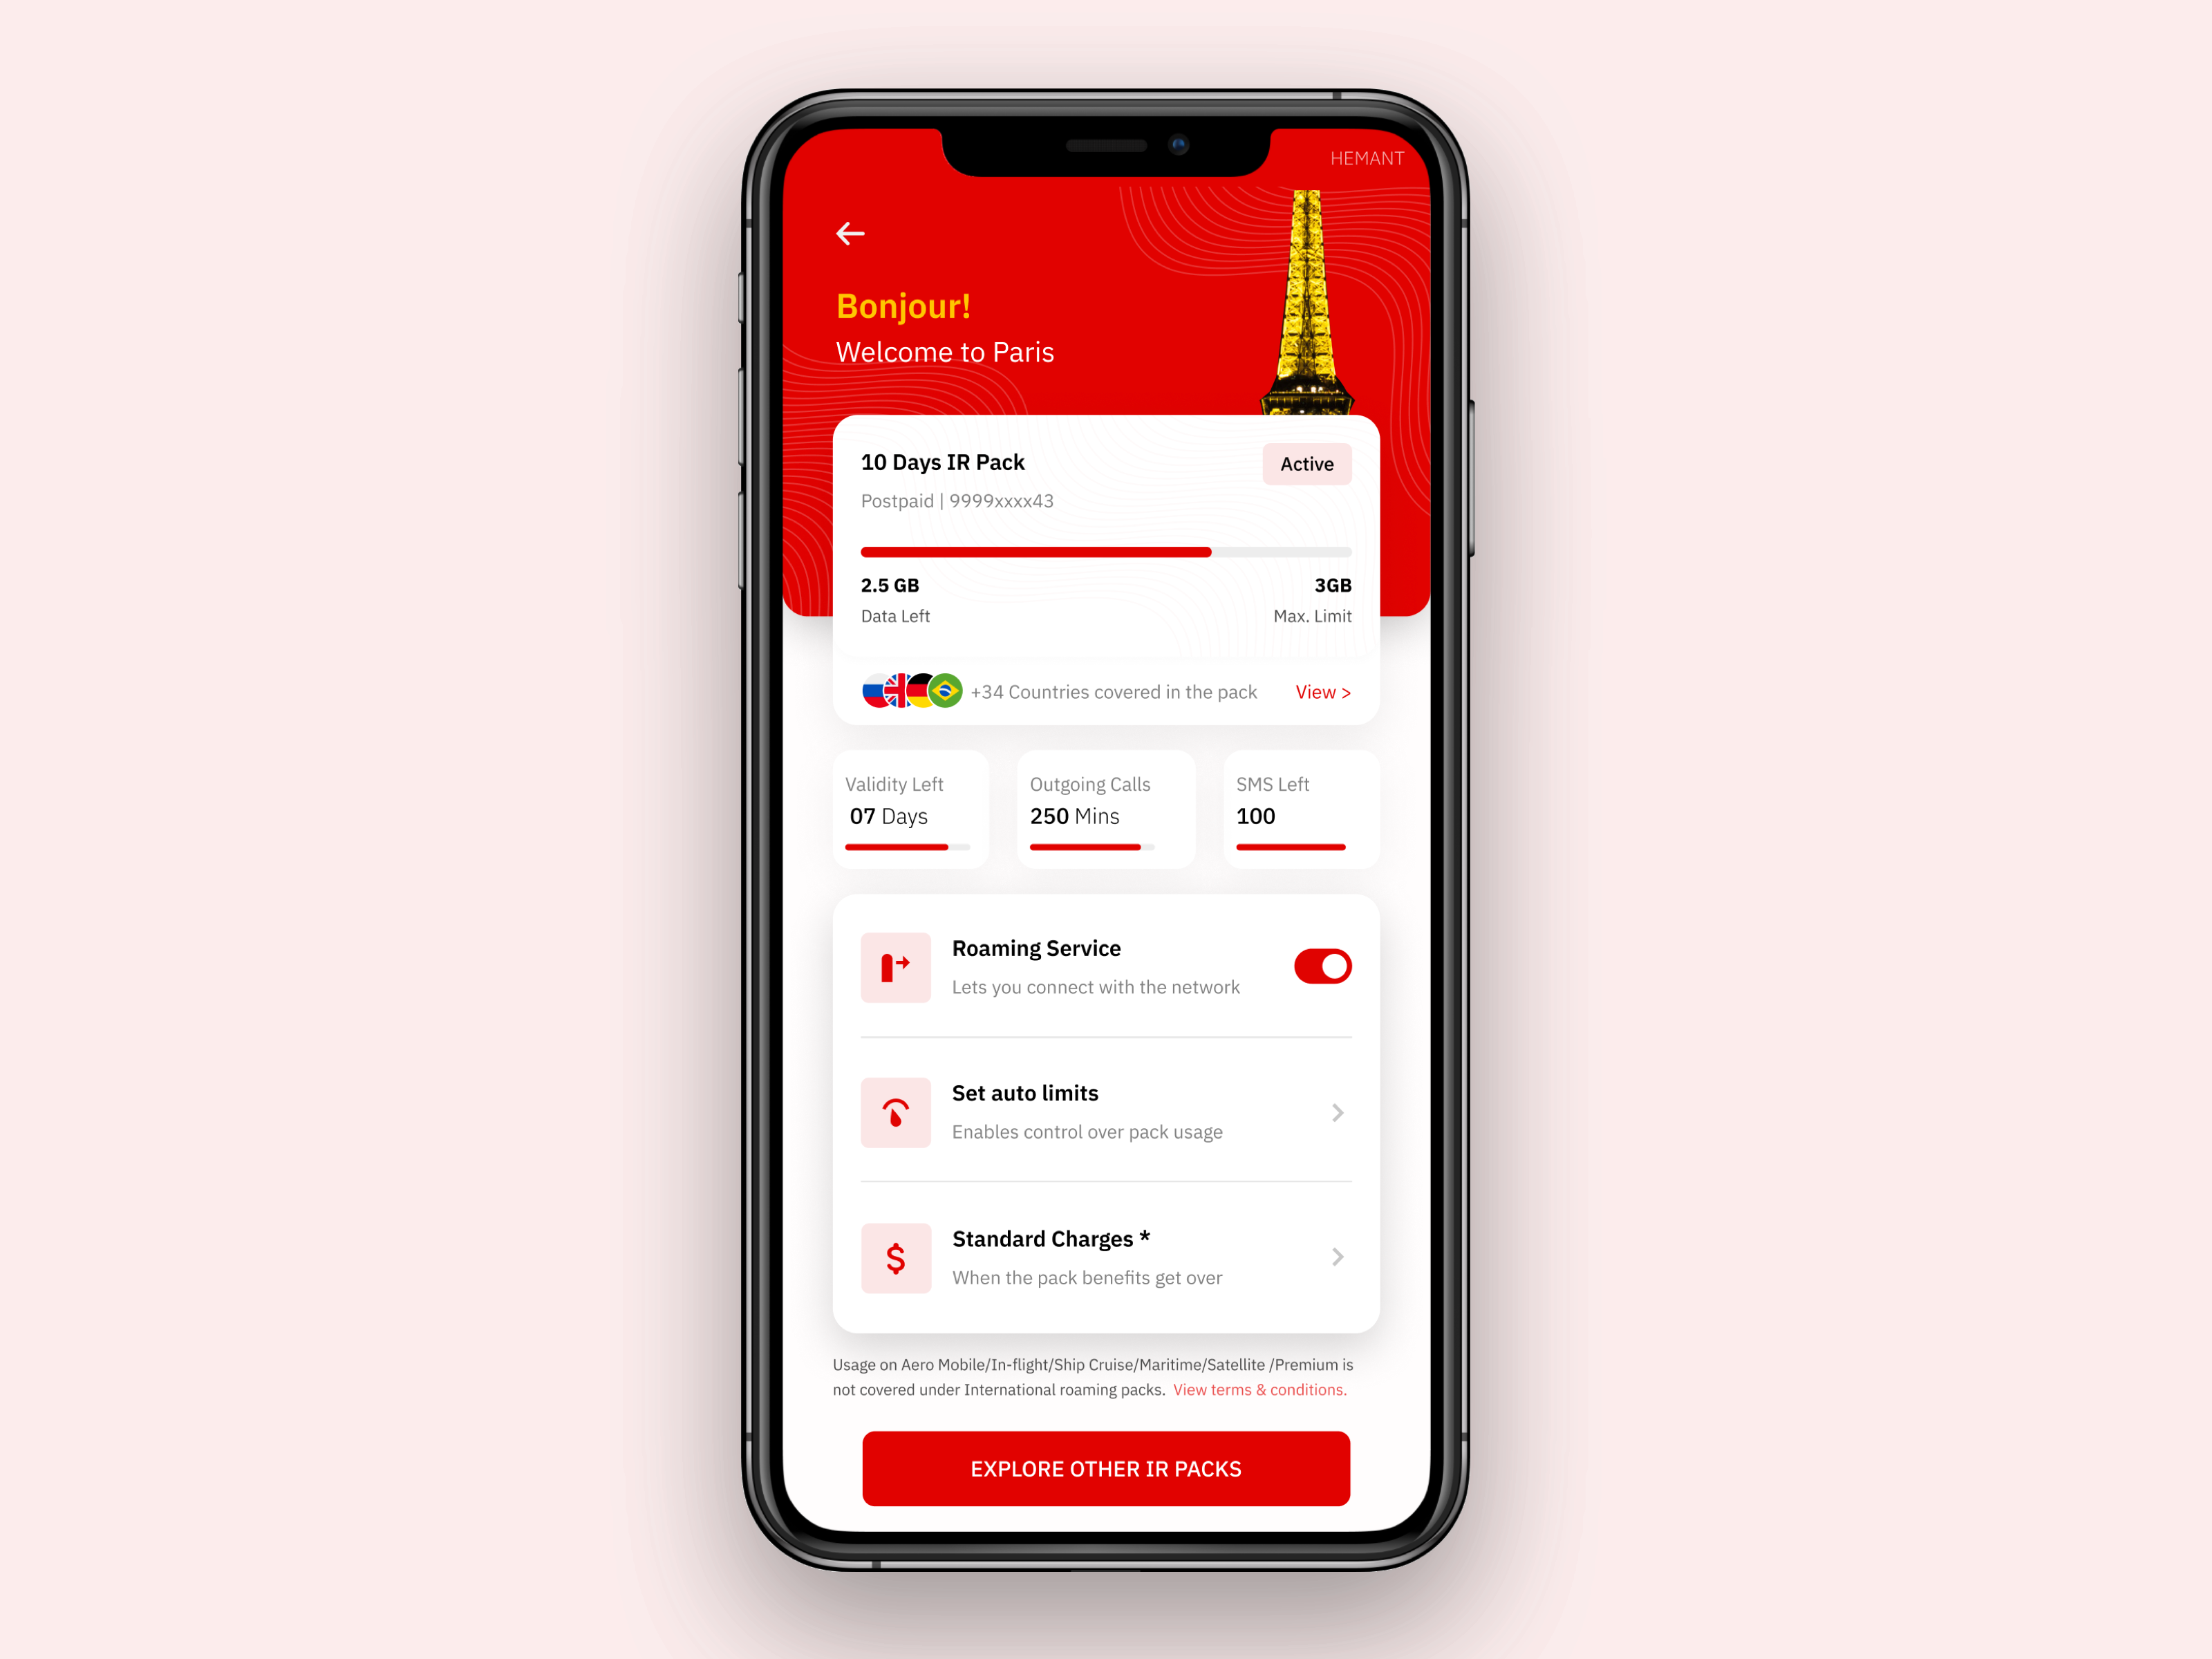 HEMANT
Bonjour!
Welcome to Paris
10 Days IR Pack
Active
Postpaid | 9999xxxx43
2.5 GB
3GB
Data Left
Max. Limit
+34 Countries covered in the pack
View >
Validity Left
07 Days
Outgoing Calls
250 Mins
SMS Left
100
Roaming Service
Lets you connect with the network
Set auto limits
Enables control over pack usage
$
Standard Charges *
When the pack benefits get over
Usage on Aero Mobile/In-flight/Ship Cruise/Maritime/Satellite /Premium is
not covered under International roaming packs. View terms & conditions.
EXPLORE OTHER IR PACKS